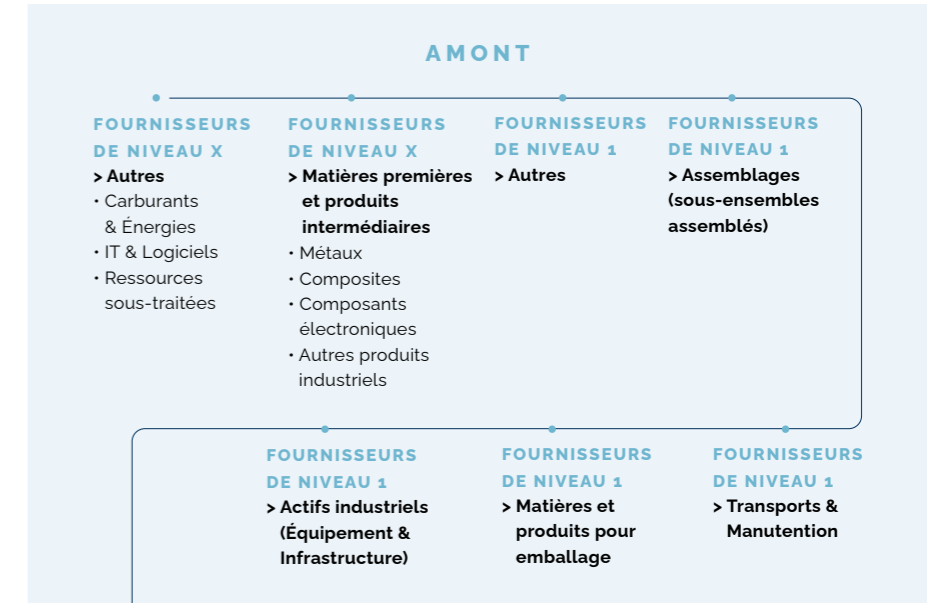 AMONT
FOURNISSEURS
DE NIVEAU X
> Autres
• Carburants
& Énergies
• IT & Logiciels
• Ressources
sous-traitées
FOURNISSEURS
DE NIVEAU X
> Matières premières
et produits
intermédiaires
• Métaux
• Composites
• Composants
électroniques
• Autres produits
industriels
FOURNISSEURS
DE NIVEAU 1
> Autres
FOURNISSEURS
DE NIVEAU 1
> Assemblages
(sous-ensembles
assemblés)
FOURNISSEURS
DE NIVEAU 1
> Actifs industriels
(Équipement &
Infrastructure)
FOURNISSEURS
DE NIVEAU 1
> Matières et
produits pour
emballage
FOURNISSEURS
DE NIVEAU 1
> Transports &
Manutention